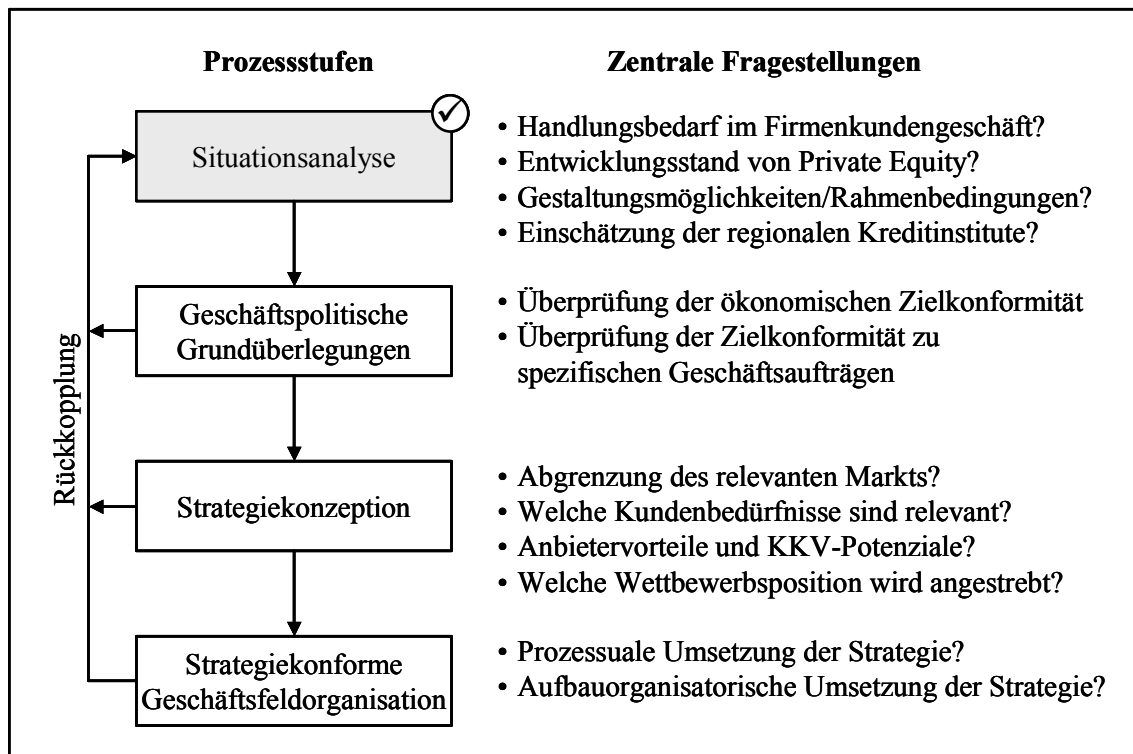 Prozessstufen
Zentrale Fragestellungen
Situationsanalyse
• Handlungsbedarf im Firmenkundengeschäft?
• Entwicklungsstand von Private Equity?
• Gestaltungsmöglichkeiten/Rahmenbedingungen?
• Einschätzung der regionalen Kreditinstitute?
Geschäftspolitische
Grundüberlegungen
• Überprüfung der ökonomischen Zielkonformität
• Überprüfung der Zielkonformität zu
spezifischen Geschäftsaufträgen
Rückkopplung
Strategiekonzeption
• Abgrenzung des relevanten Markts?
• Welche Kundenbedürfnisse sind relevant?
• Anbietervorteile und KKV-Potenziale?
• Welche Wettbewerbsposition wird angestrebt?
Strategiekonforme
Geschäftsfeldorganisation
• Prozessuale Umsetzung der Strategie?
• Aufbauorganisatorische Umsetzung der Strategie?